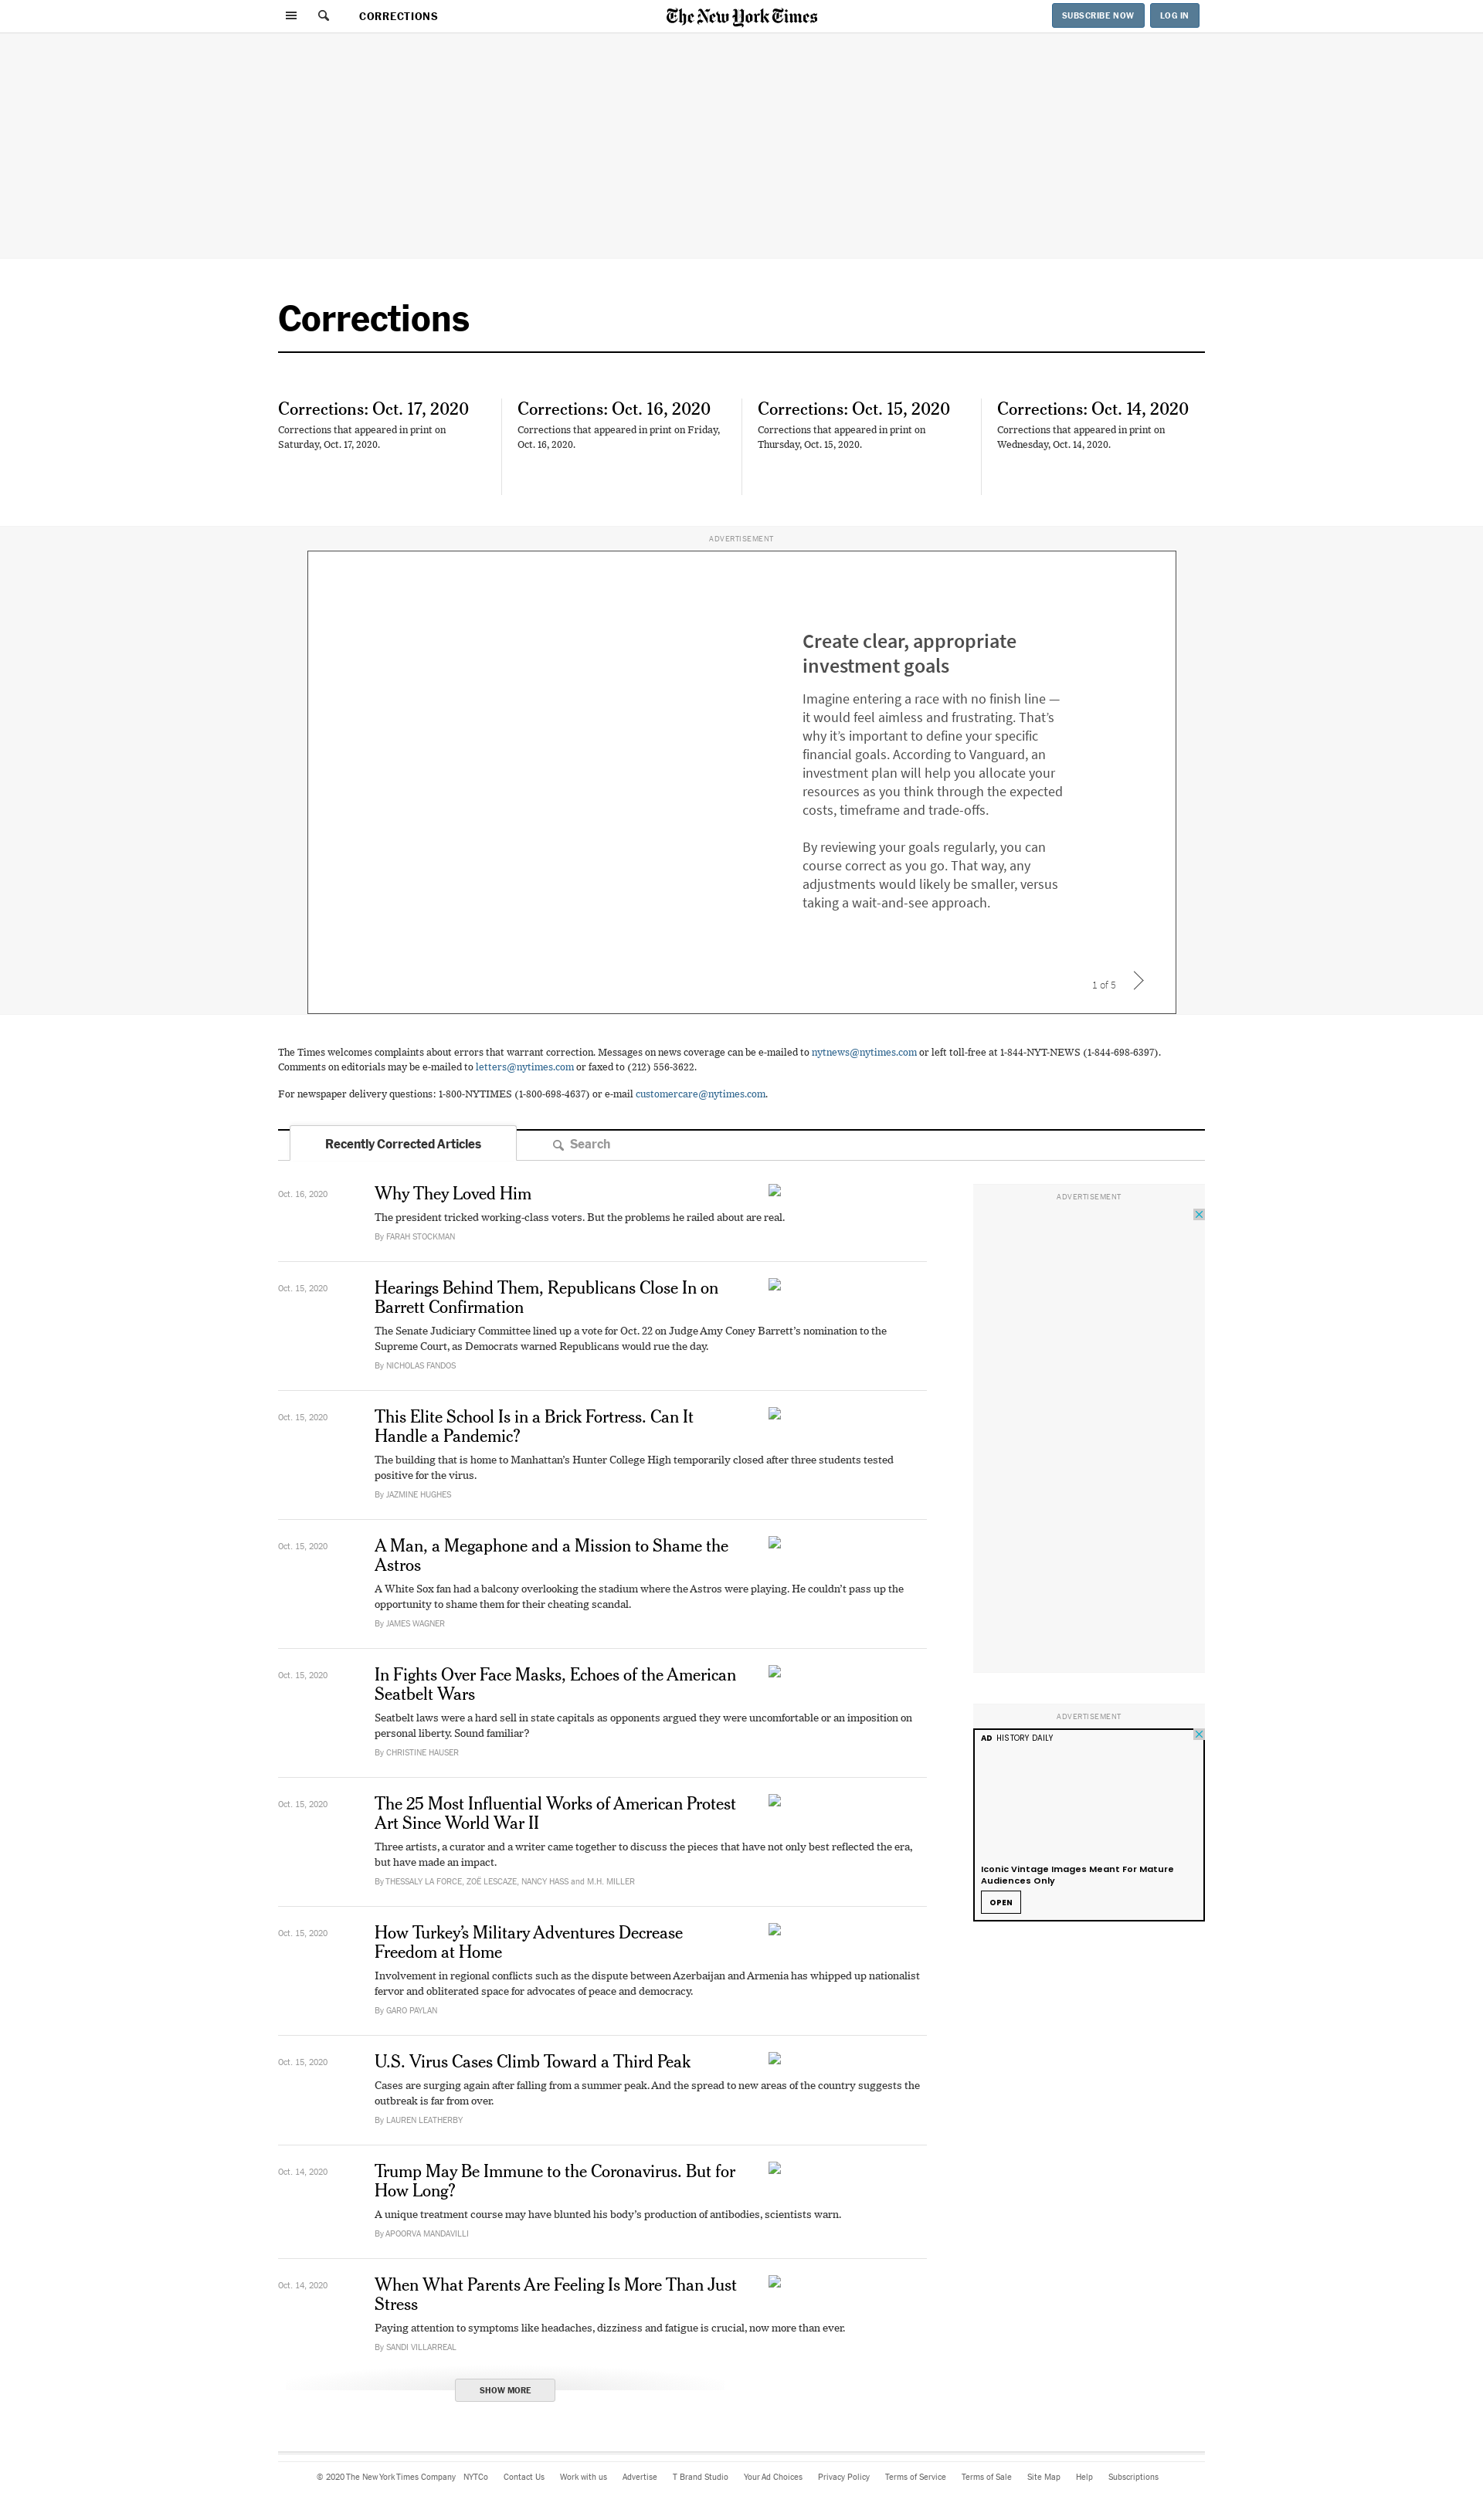 CORRECTIONS
The New York Times
SUBSCRIBE NOW
LOG IN
Corrections
Corrections: Oct. 17, 2020
Corrections that appeared in print on
Saturday, Oct. 17, 2020.
Corrections: Oct. 16, 2020
Corrections that appeared in print on Friday,
Oct. 16, 2020.
Corrections: Oct. 15, 2020
Corrections that appeared in print on
Thursday, Oct. 15, 2020.
Corrections: Oct. 14, 2020
Corrections that appeared in print on
Wednesday, Oct. 14, 2020.
ADVERTISEMENT
Create clear, appropriate
investment goals
Imagine entering a race with no finish line —
it would feel aimless and frustrating. That’s
why it’s important to define your specific
financial goals. According to Vanguard, an
investment plan will help you allocate your
resources as you think through the expected
costs, timeframe and trade-offs.
By reviewing your goals regularly, you can
course correct as you go. That way, any
adjustments would likely be smaller, versus
taking a wait-and-see approach.
1 of 5
The Times welcomes complaints about errors that warrant correction. Messages on news coverage can be e-mailed to nytnews@nytimes.com or left toll-free at 1-844-NYT-NEWS (1-844-698-6397).
Comments on editorials may be e-mailed to letters@nytimes.com or faxed to (212) 556-3622.
For newspaper delivery questions: 1-800-NYTIMES (1-800-698-4637) or e-mail customercare@nytimes.com.
Recently Corrected Articles
Search
Oct. 16, 2020
Why They Loved Him
The president tricked working-class voters. But the problems he railed about are real.
By FARAH STOCKMAN
Oct. 15, 2020
Hearings Behind Them, Republicans Close In on
Barrett Confirmation
The Senate Judiciary Committee lined up a vote for Oct. 22 on Judge Amy Coney Barrett’s nomination to the
Supreme Court, as Democrats warned Republicans would rue the day.
By NICHOLAS FANDOS
Oct. 15, 2020
This Elite School Is in a Brick Fortress. Can It
Handle a Pandemic?
The building that is home to Manhattan’s Hunter College High temporarily closed after three students tested
positive for the virus.
By JAZMINE HUGHES
Oct. 15, 2020
A Man, a Megaphone and a Mission to Shame the
Astros
A White Sox fan had a balcony overlooking the stadium where the Astros were playing. He couldn’t pass up the
opportunity to shame them for their cheating scandal.
By JAMES WAGNER
Oct. 15, 2020
In Fights Over Face Masks, Echoes of the American
Seatbelt Wars
Seatbelt laws were a hard sell in state capitals as opponents argued they were uncomfortable or an imposition on
personal liberty. Sound familiar?
By CHRISTINE HAUSER
Oct. 15, 2020
The 25 Most Influential Works of American Protest
Art Since World War II
Three artists, a curator and a writer came together to discuss the pieces that have not only best reflected the era,
but have made an impact.
By THESSALY LA FORCE, ZOË LESCAZE, NANCY HASS and M.H. MILLER
Oct. 15, 2020
How Turkey’s Military Adventures Decrease
Freedom at Home
Involvement in regional conflicts such as the dispute between Azerbaijan and Armenia has whipped up nationalist
fervor and obliterated space for advocates of peace and democracy.
By GARO PAYLAN
Oct. 15, 2020
U.S. Virus Cases Climb Toward a Third Peak
Cases are surging again after falling from a summer peak. And the spread to new areas of the country suggests the
outbreak is far from over.
By LAUREN LEATHERBY
Oct. 14, 2020
Trump May Be Immune to the Coronavirus. But for
How Long?
A unique treatment course may have blunted his body’s production of antibodies, scientists warn.
By APOORVA MANDAVILLI
Oct. 14, 2020
When What Parents Are Feeling Is More Than Just
Stress
Paying attention to symptoms like headaches, dizziness and fatigue is crucial, now more than ever.
By SANDI VILLARREAL
SHOW MORE
ADVERTISEMENT
ADVERTISEMENT
AD HISTORY DAILY
Iconic Vintage Images Meant For Mature
Audiences Only
OPEN
© 2020 The New York Times Company NYTCo Contact Us Work with us Advertise T Brand Studio Your Ad Choices Privacy Policy Terms of Service Terms of Sale Site Map Help Subscriptions